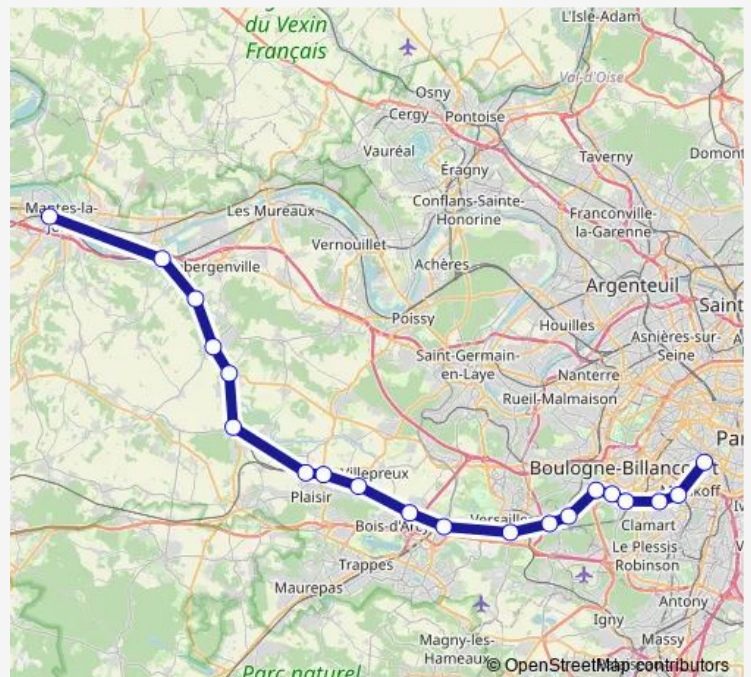 L'Isle-Adam
du Vexin
Français
Val-d'Oise
Osny
Cergy
Pontoise
Vauréal
Taverny
Domont
Éragny
Mantes-la-
Les Mureaux
Conflans-Sainte-
Honorine
Franconville-
la-Garenne
Vernouillet
bergenville
Achères
Argenteuil
Saint
Poissy
Houilles
Asnières-sur-
Seine
Saint-Germain-
en-Laye
Nanterre
Rueil-Malmaison
Par
Boulogne-Billancourt
Villepreux
Plaisir
Bois-d'Arcy
Versailles
Clamart
Le Plessis
Robinson
Trappes
Maurepas
Antony
Igny
Massy
Magny-les-
Hameaux
Parc naturel
© OpenStreetMap contributors